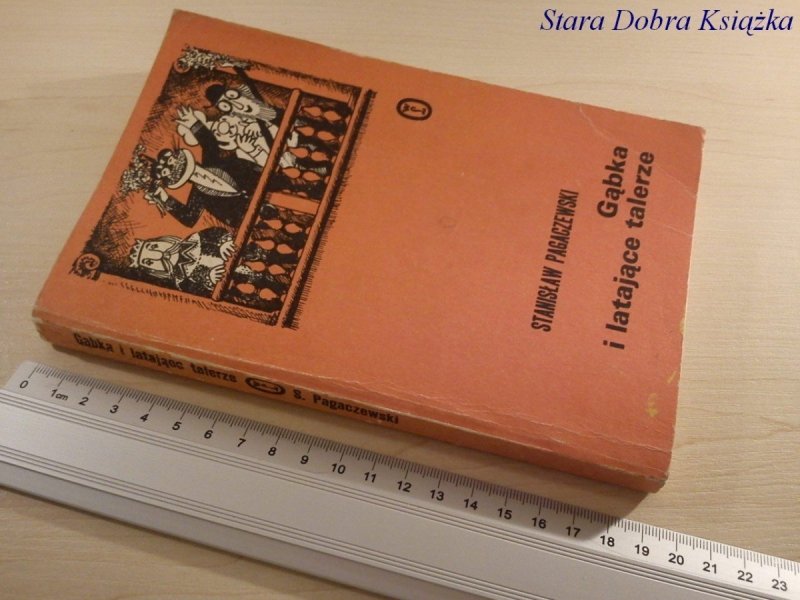 Stara Dobra Książka
STANISŁAW PAGACZEWSKI
Gąbka
i latające talerze
Gąbka i latające talerze S. Pagaczewski
0 1cm 2 3 4 5 6 7 8 9 10 11 12 13 14 15 16 17 18 19 20 21 22 23